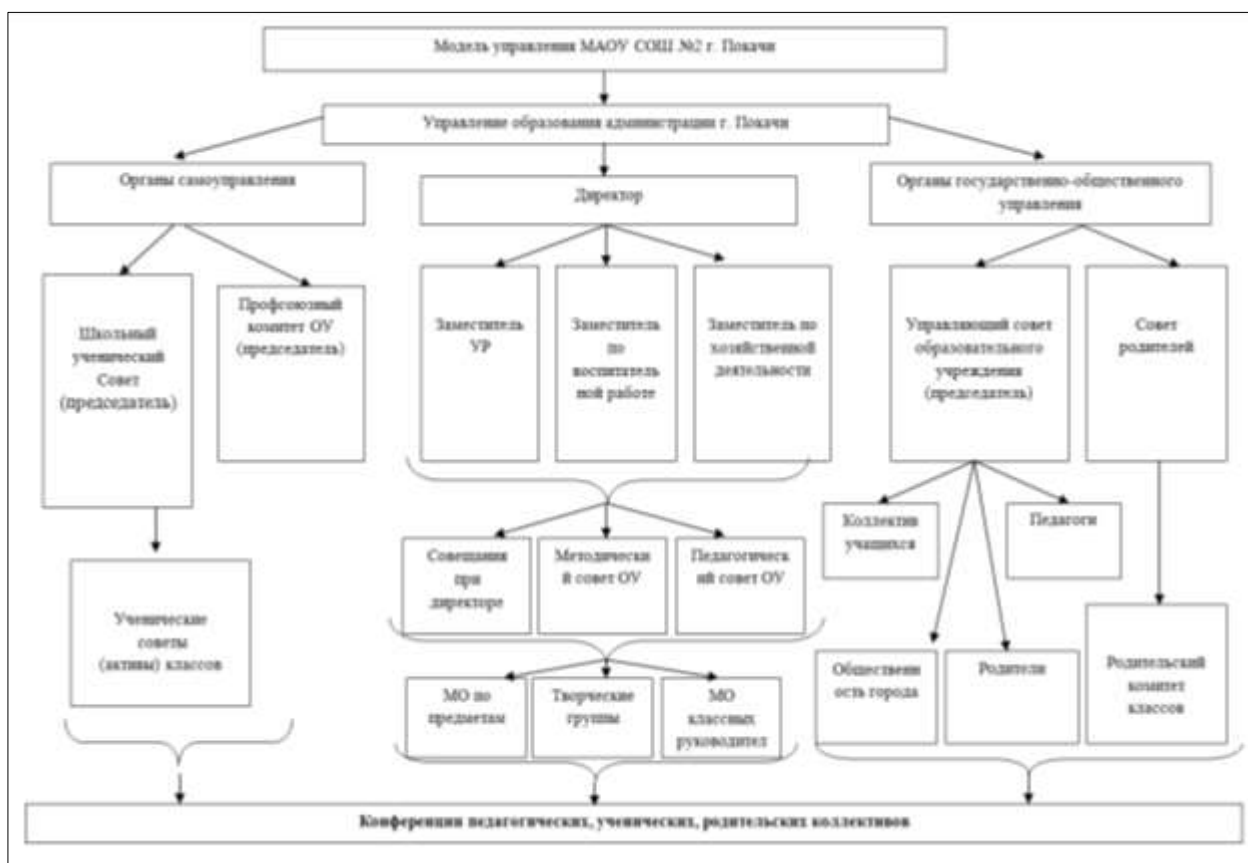 Модель управления МАОУ СОШ №2 г. Покачи
Управление образования администрации г. Покачи
Органы самоуправления
Директор
Органы государственно-общественного
управления
Школьный
ученический
Совет
(председатель)
Профсоюзный
комитет ОУ
(председатель)
Заместитель
УР
Заместитель
по
воспитатель
ной работе
Заместитель по
хозяйственной
деятельности
Управляющий совет
образовательного
учреждения
(председатель)
Совет
родителей
Коллектив
учащихся
Педагоги
Совещания
при
директоре
Методически
й совет ОУ
Педагогическ
ий совет ОУ
Ученические
советы
(активы) классов
МО по
предметам
Творческие
группы
МО
классных
руководител
Общественн
ость города
Родители
Родительский
комитет
классов
Конференции педагогических, ученических, родительских коллективов